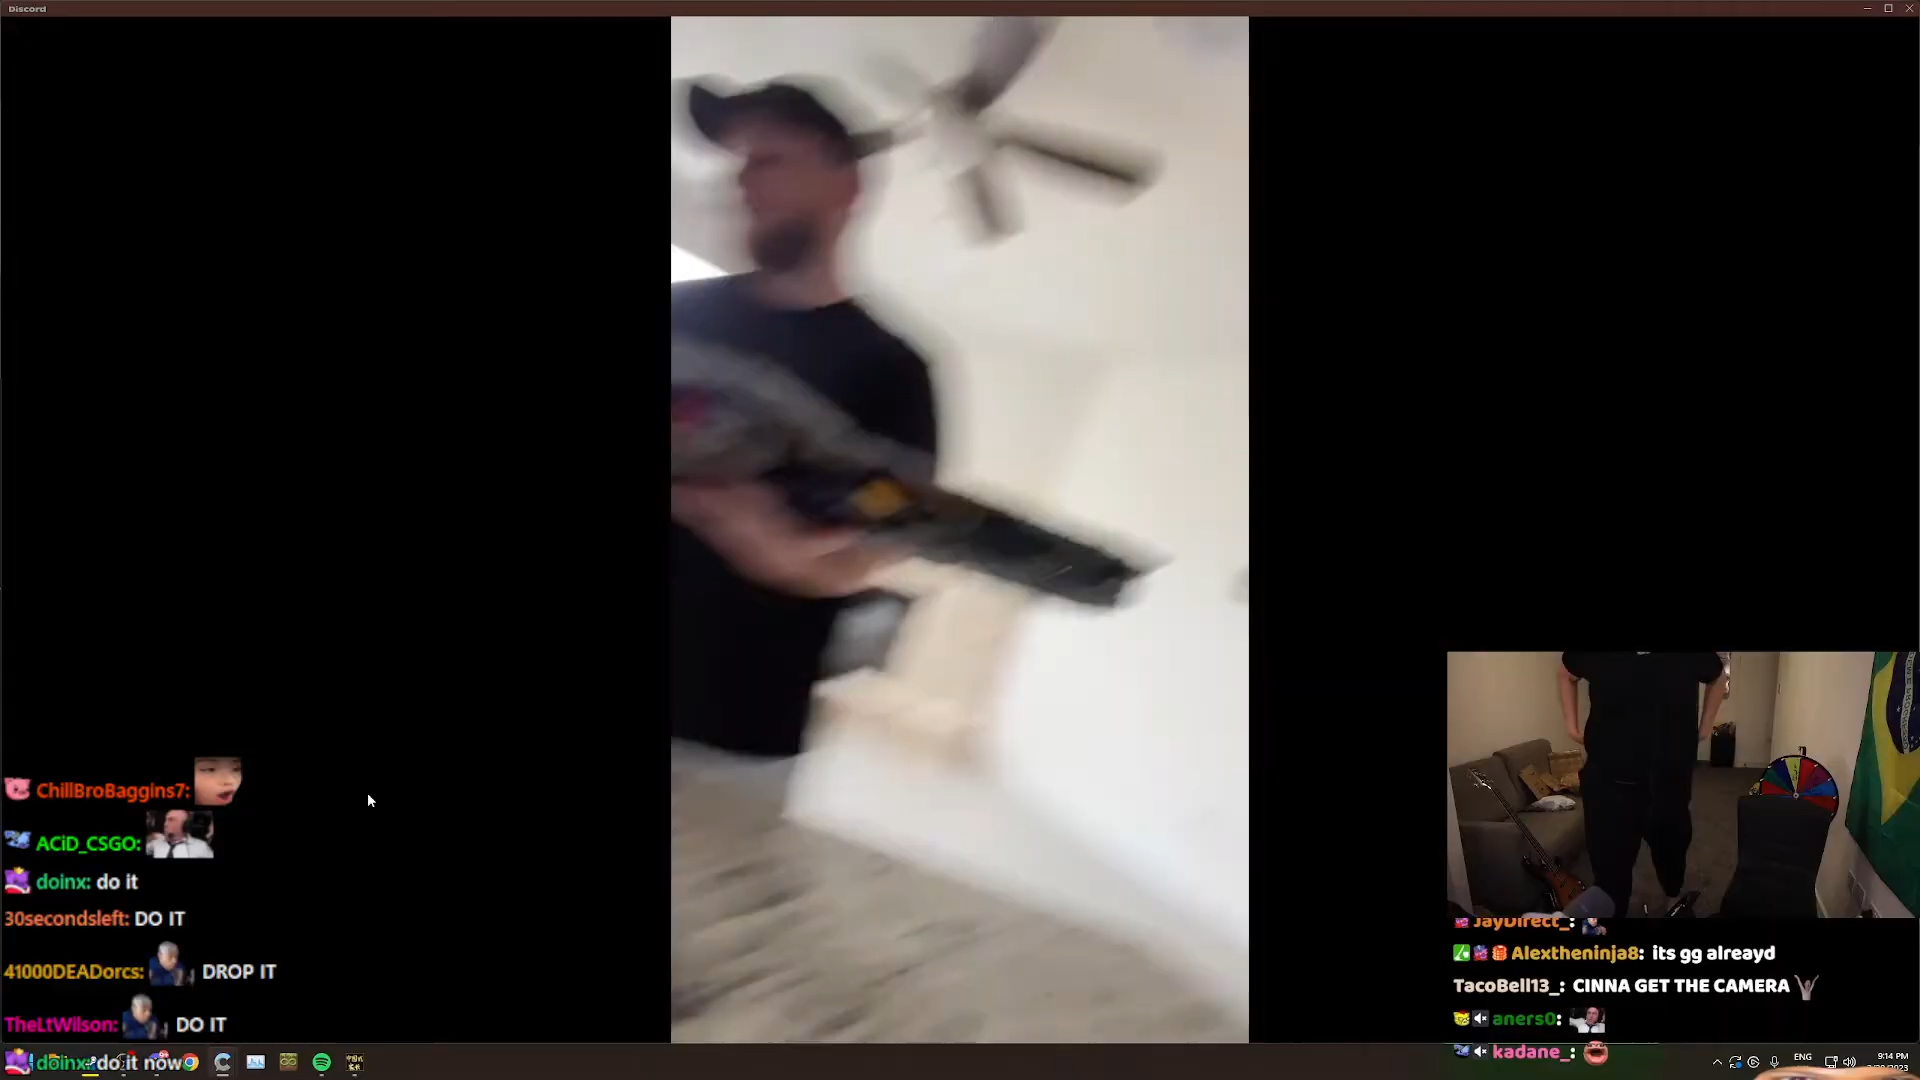 Discord
ChillBroBaggins7:
ACiD_CSGO:
doinx: do it
30secondsleft: DO IT
41000DEADorcs: DROP IT
TheLtWilson: DO IT
doinx: do it now
JayDirect_:
Alextheninja8: its gg alreayd
TacoBell13_: CINNA GET THE CAMERA
aners0:
kadane_:
ENG
9:14 PM